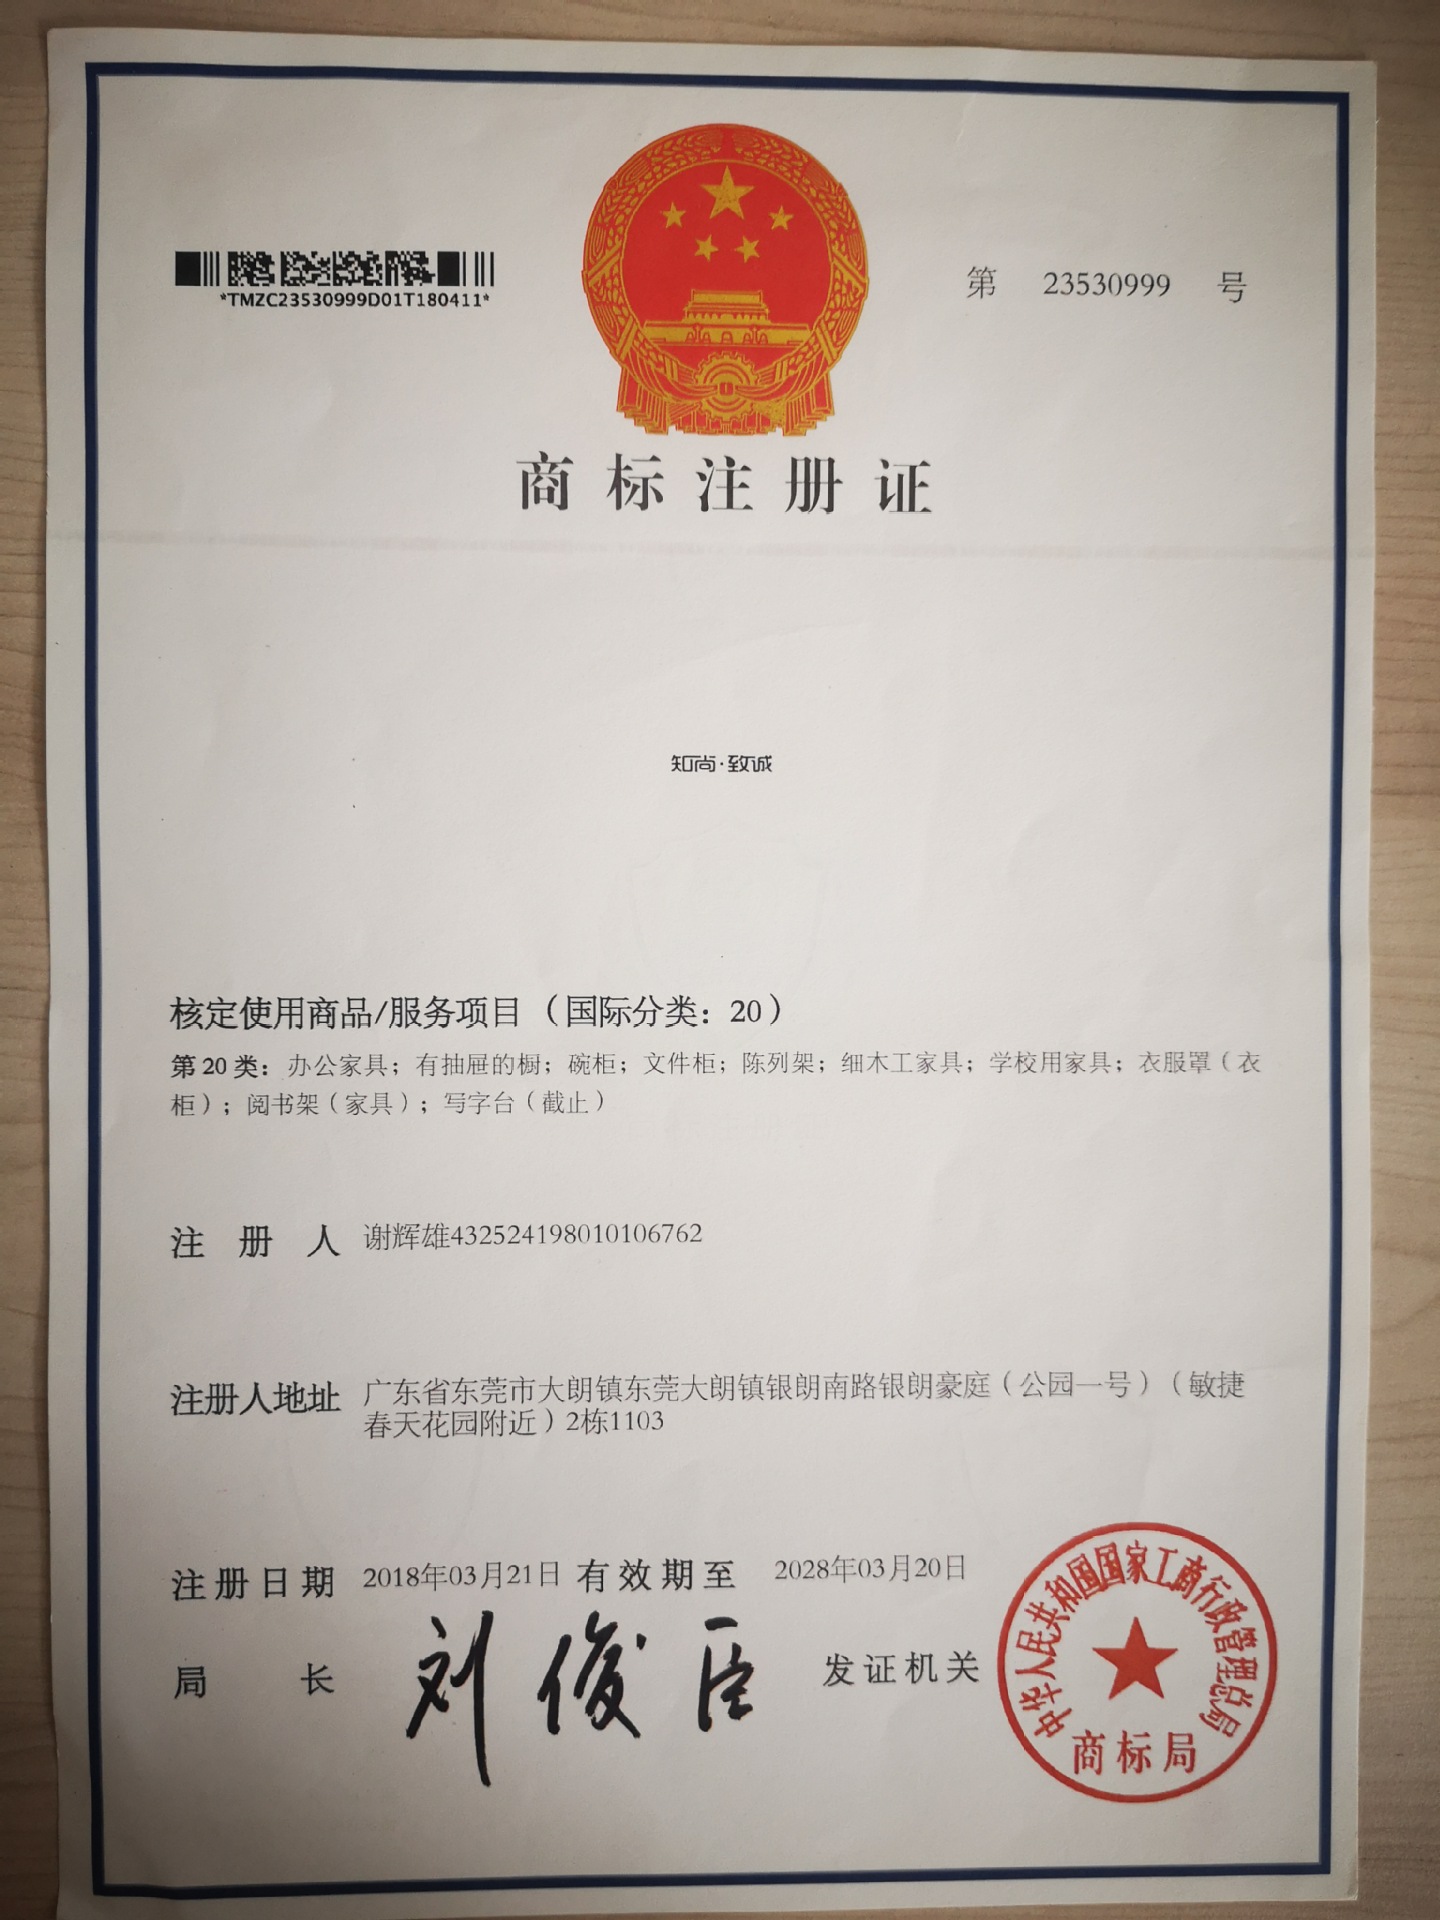 *TMZC23530999D01T180411*
第 23530999 号
商标注册证
知尚·致诚
核定使用商品/服务项目（国际分类：20）
第 20 类：办公家具；有抽屉的橱；碗柜；文件柜；陈列架；细木工家具；学校用家具；衣服罩（衣
柜）；阅书架（家具）；写字台（截止）
注册人 谢辉雄432524198010106762
注册人地址 广东省东莞市大朗镇东莞大朗镇银朗南路银朗豪庭（公园一号）（敏捷
春天花园附近）2栋1103
注册日期 2018年03月21日 有效期至 2028年03月20日
局长 刘俊臣 发证机关
中华人民共和国国家工商行政管理总局
商标局